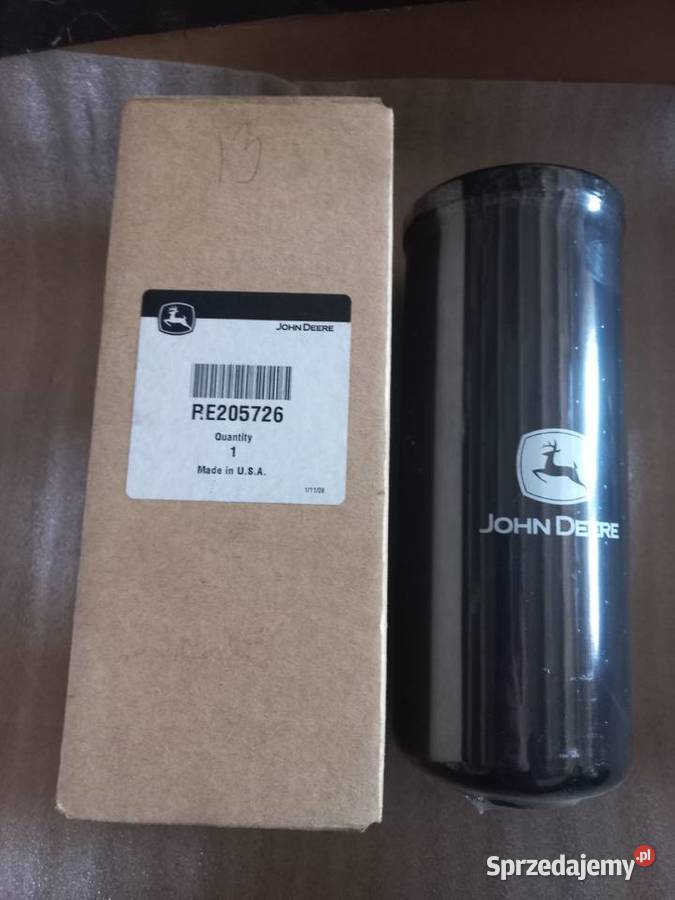 13
JOHN DEERE
RE205726
Quantity
1
Made in U.S.A.
JOHN DEERE
Sprzedajemy.pl